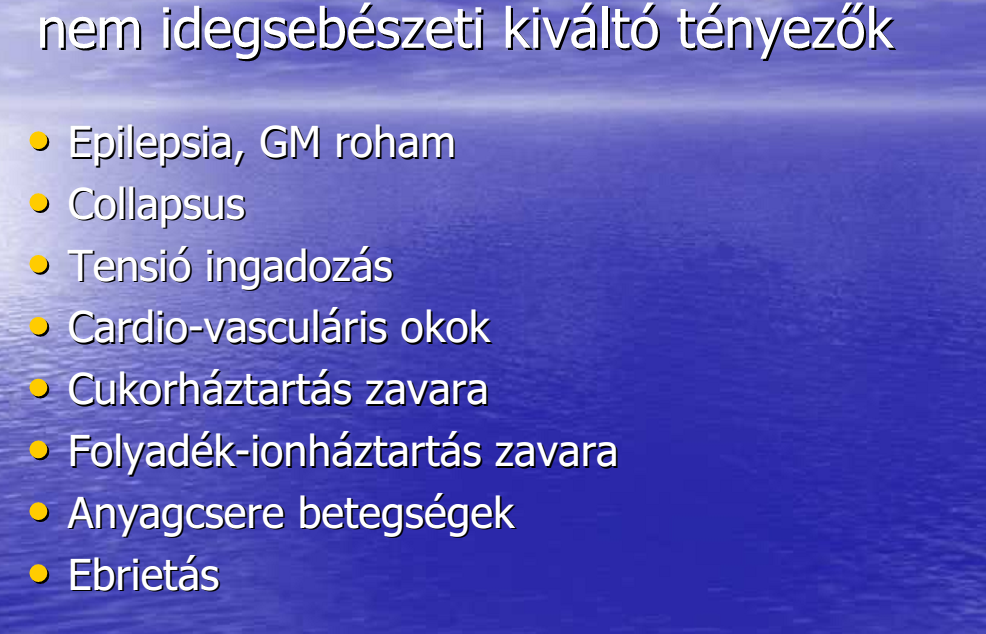 nem idegsebészeti kiváltó tényezők
• Epilepsia, GM roham
• Collapsus
• Tensió ingadozás
• Cardio-vasculáris okok
• Cukorháztartás zavara
• Folyadék-ionháztartás zavara
• Anyagcsere betegségek
• Ebrietás